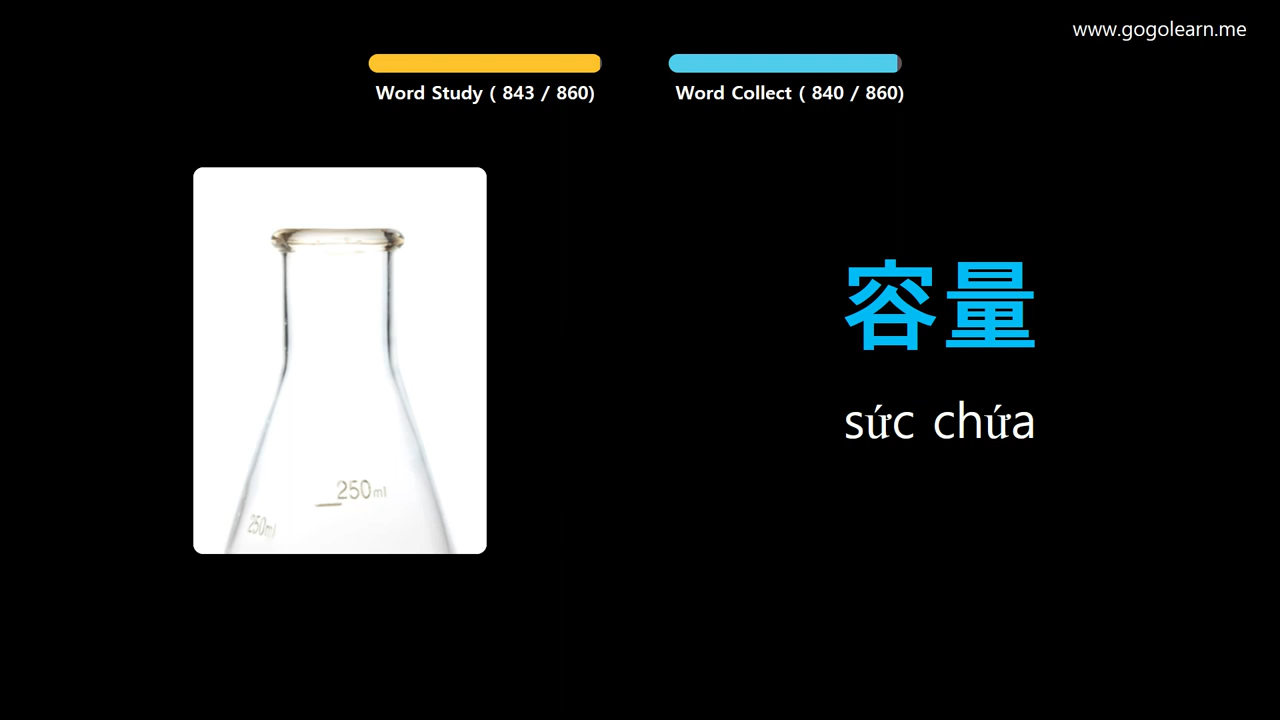 www.gogolearn.me
Word Study ( 843 / 860)
Word Collect ( 840 / 860)
容量
sức chứa
250ml
250ml